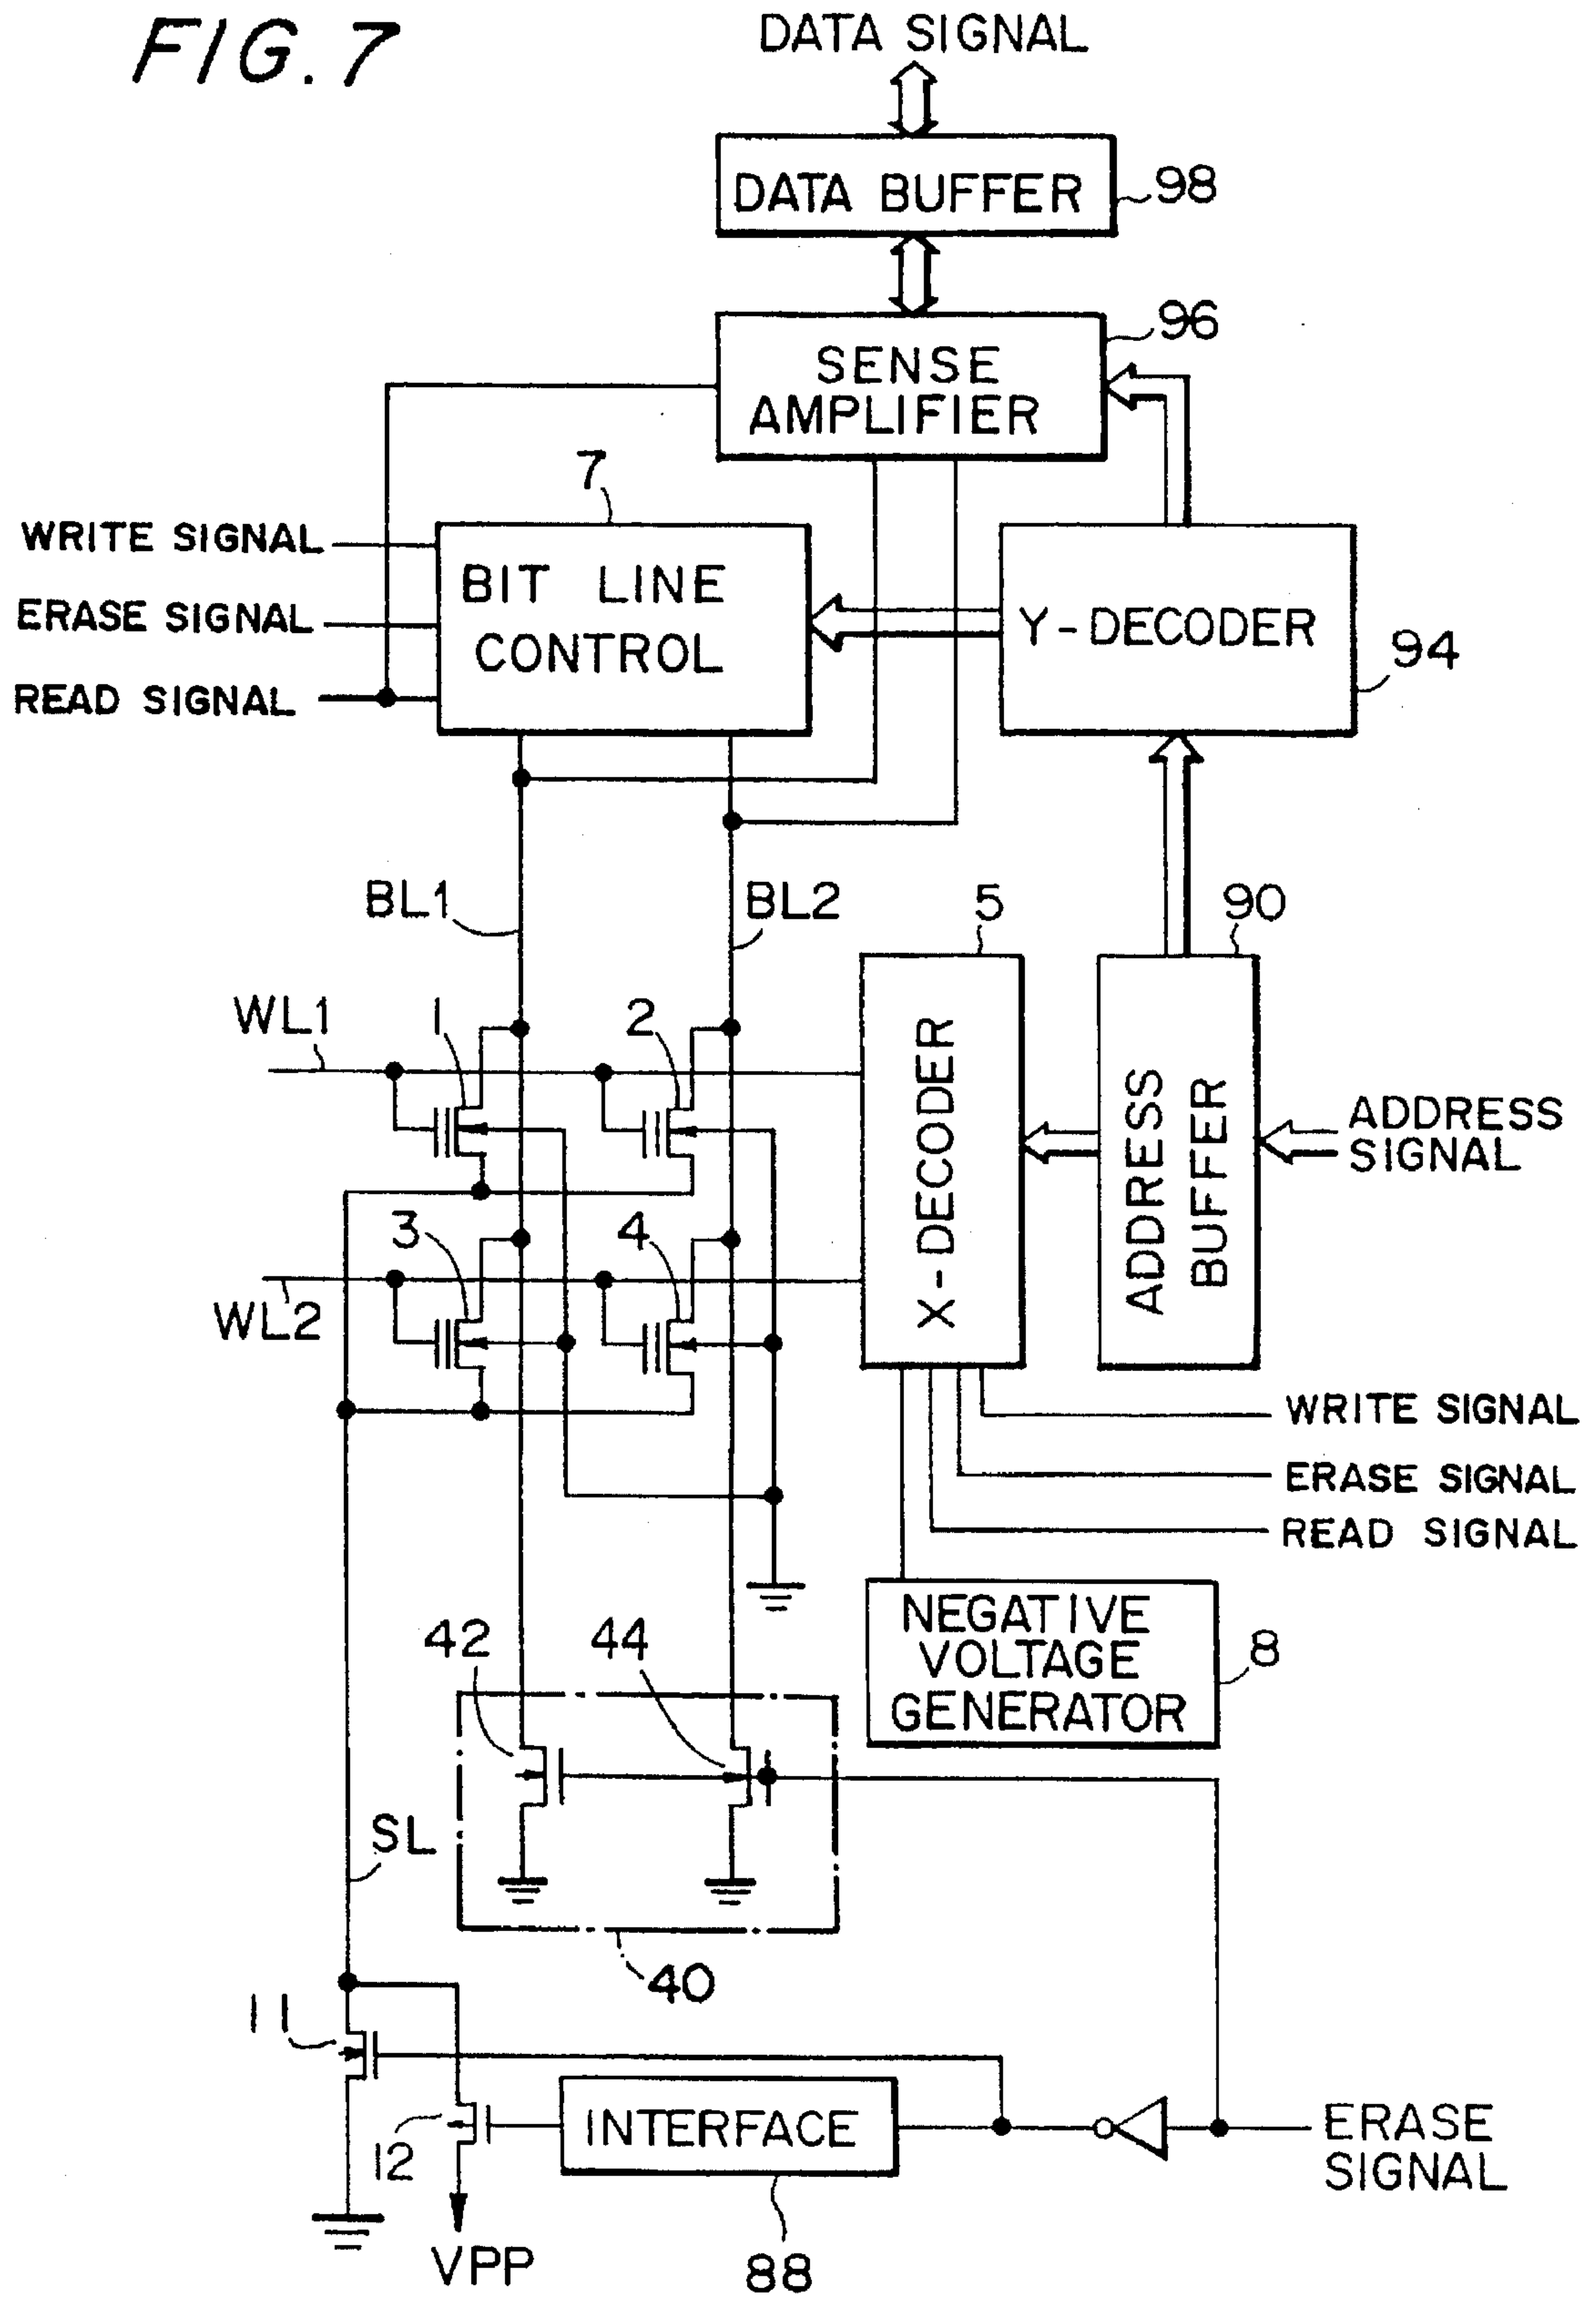 FIG. 7
DATA SIGNAL
DATA BUFFER
98
96
SENSE
AMPLIFIER
7
WRITE SIGNAL
ERASE SIGNAL
READ SIGNAL
BIT LINE
CONTROL
Y-DECODER
94
BL1
BL2
5
90
WL1
1
2
X-DECODER
ADDRESS
BUFFER
ADDRESS
SIGNAL
3
4
WL2
WRITE SIGNAL
ERASE SIGNAL
READ SIGNAL
42
44
NEGATIVE
VOLTAGE
GENERATOR
8
SL
40
11
12
INTERFACE
ERASE
SIGNAL
VPP
88